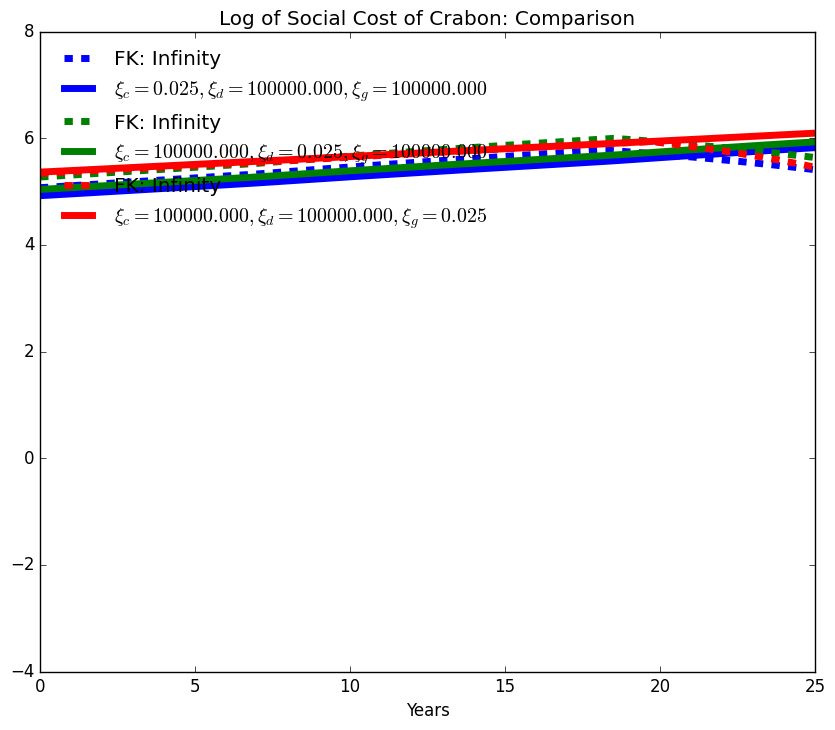 Log of Social Cost of Crabon: Comparison
8
6
4
2
0
−2
−4
FK: Infinity
ξc = 0.025, ξd = 100000.000, ξg = 100000.000
FK: Infinity
ξc = 100000.000, ξd = 0.025, ξg = 100000.000
FK: Infinity
ξc = 100000.000, ξd = 100000.000, ξg = 0.025
0 5 10 15 20 25
Years